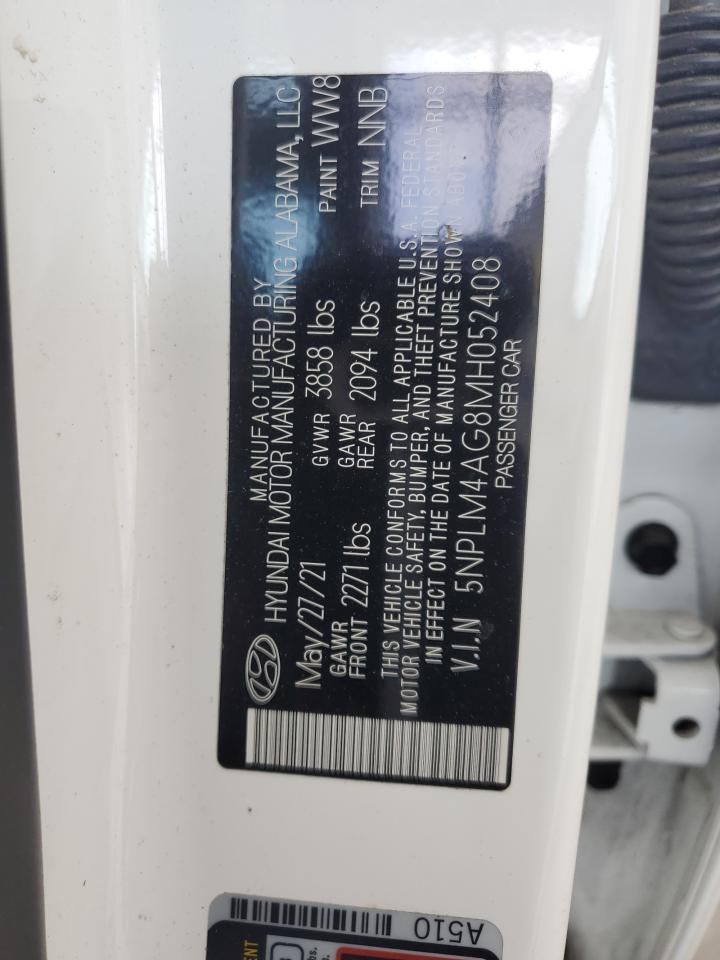 MANUFACTURED BY
HYUNDAI MOTOR MANUFACTURING ALABAMA, LLC
May/27/21 GVWR 3858 lbs PAINT WW8
GAWR FRONT 2271 lbs GAWR REAR 2094 lbs TRIM NNB
THIS VEHICLE CONFORMS TO ALL APPLICABLE U.S.A. FEDERAL
MOTOR VEHICLE SAFETY, BUMPER, AND THEFT PREVENTION STANDARDS
IN EFFECT ON THE DATE OF MANUFACTURE SHOWN ABOVE
V.I.N 5NPLM4AG8MH052408
PASSENGER CAR
A510